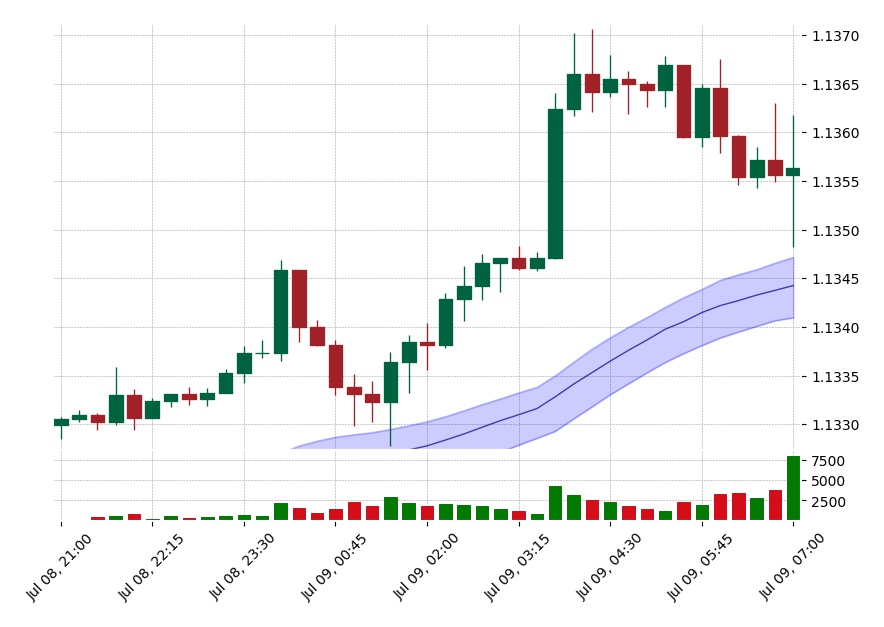 1.1370
1.1365
1.1360
1.1355
1.1350
1.1345
1.1340
1.1335
1.1330
7500
5000
2500
Jul 08, 21:00
Jul 08, 22:15
Jul 08, 23:30
Jul 09, 00:45
Jul 09, 02:00
Jul 09, 03:15
Jul 09, 04:30
Jul 09, 05:45
Jul 09, 07:00